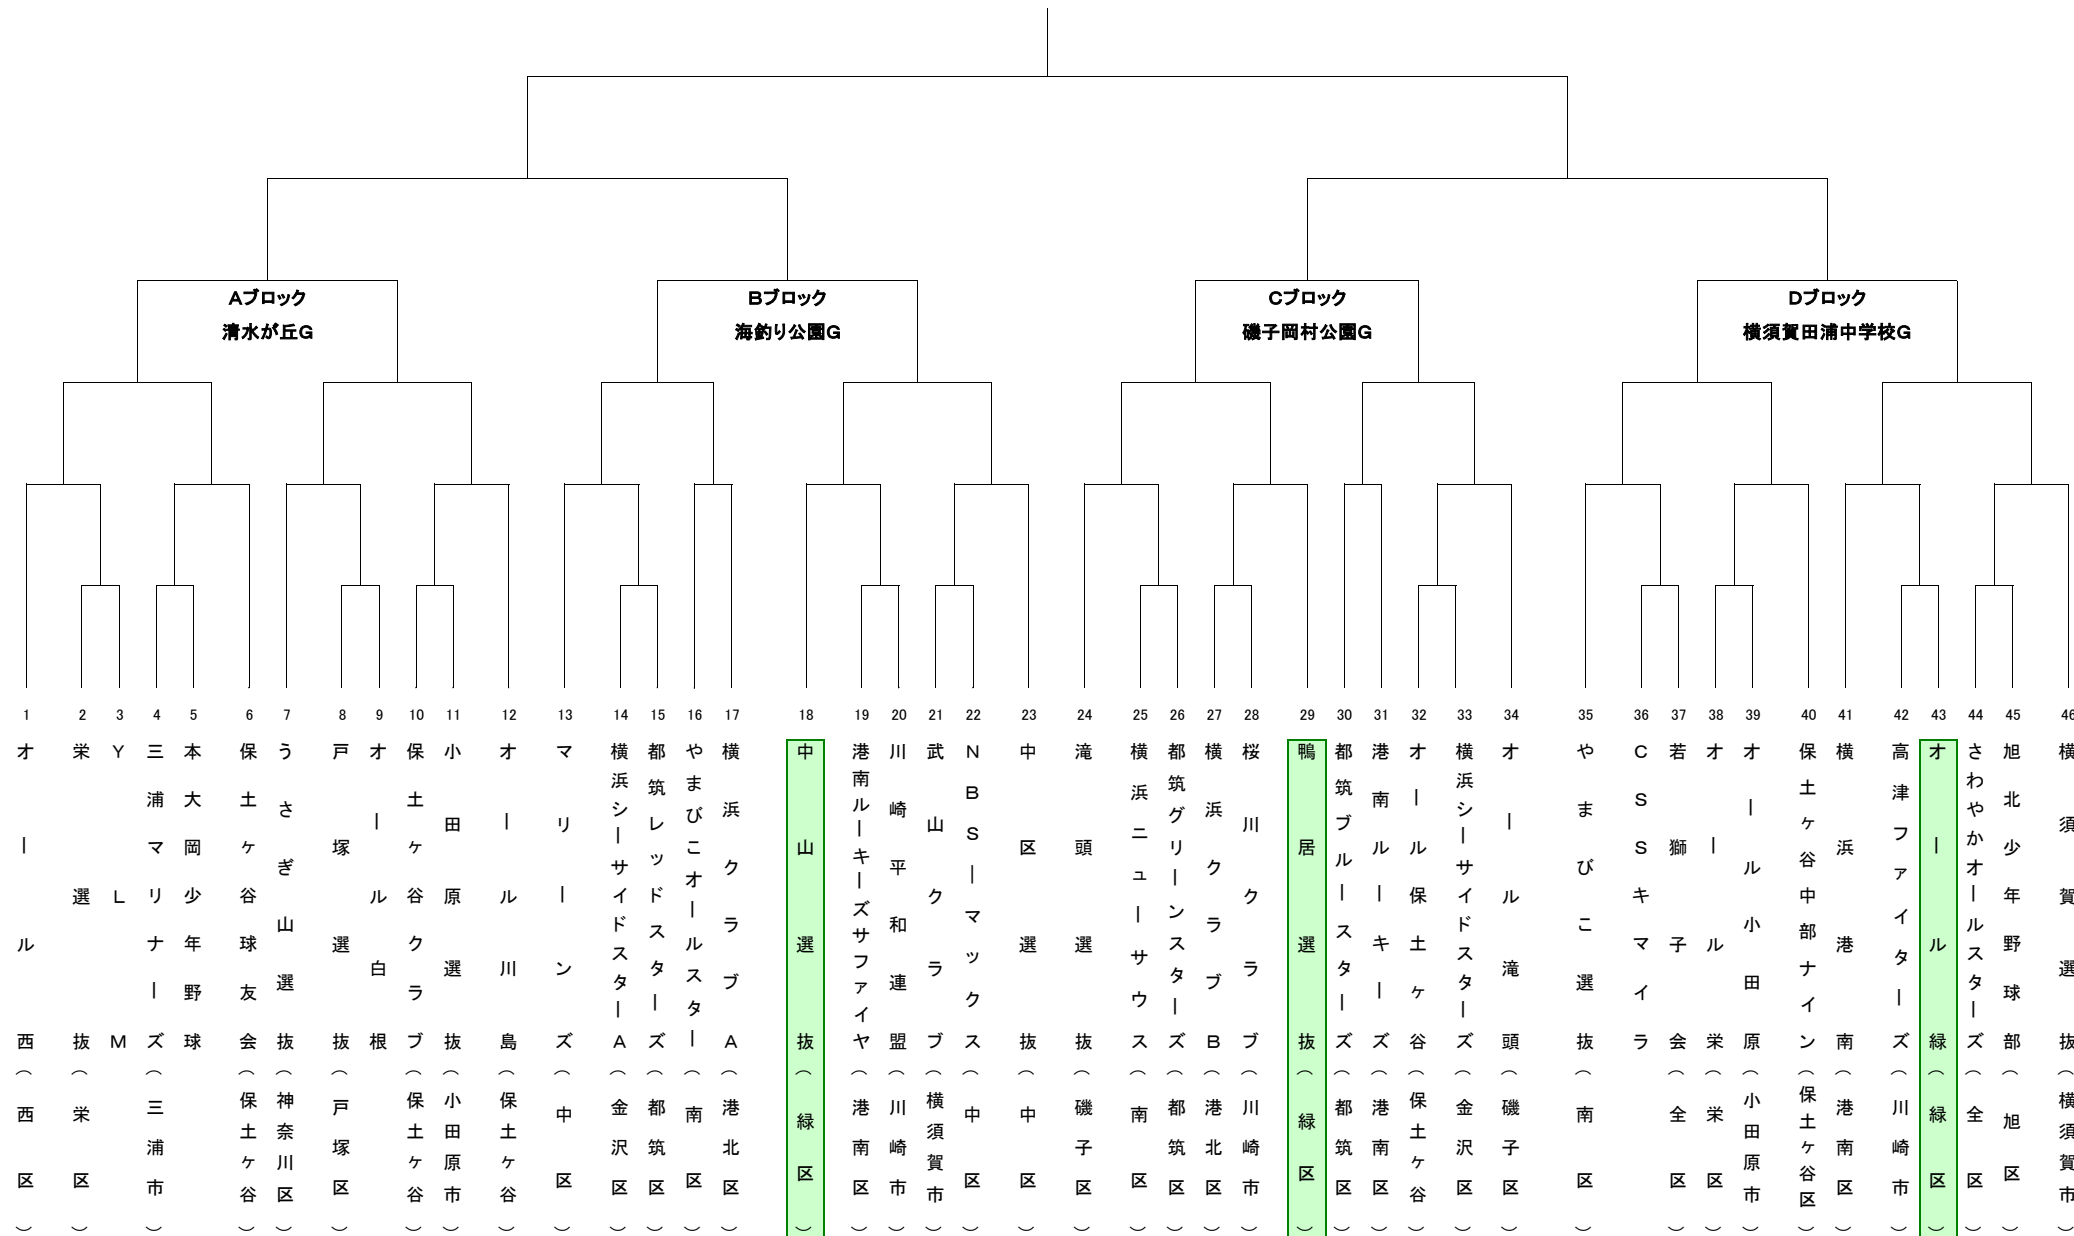 Aブロック
清水が丘G
Bブロック
海釣り公園G
Cブロック
磯子岡村公園G
Dブロック
横須賀田浦中学校G
1 オール西（西区）
2 栄選抜（栄区）
3 YLM
4 三浦マリナーズ（三浦市）
5 本大岡少年野球
6 保土ヶ谷球友会（保土ヶ谷）
7 うさぎ山選抜（神奈川区）
8 戸塚選抜（戸塚区）
9 オール白根
10 保土ヶ谷クラブ（保土ヶ谷）
11 小田原選抜（小田原市）
12 オール川島（保土ヶ谷）
13 マリーンズ（中区）
14 横浜シーサイドスターA（金沢区）
15 都筑レッドスターズ（都筑区）
16 やまびこオールスター（南区）
17 横浜クラブA（港北区）
18 中山選抜（緑区）
19 港南ルーキーズサファイヤ（港南区）
20 川崎平和連盟（川崎市）
21 武山クラブ（横須賀市）
22 NBSーマックス（中区）
23 中区選抜（中区）
24 滝頭選抜（磯子区）
25 横浜ニューサウス（南区）
26 都筑グリーンスターズ（都筑区）
27 横浜クラブB（港北区）
28 桜川クラブ（川崎市）
29 鴨居選抜（緑区）
30 都筑ブルースターズ（都筑区）
31 港南ルーキーズ（港南区）
32 オール保土ヶ谷（保土ヶ谷）
33 横浜シーサイドスターズ（金沢区）
34 オール滝頭（磯子区）
35 やまびこ選抜（南区）
36 CSSキマイラ
37 若獅子会（全区）
38 オール栄（栄区）
39 オール小田原（小田原市）
40 保土ヶ谷中部ナイン（保土ヶ谷区）
41 横浜港南（港南区）
42 高津ファイターズ（川崎市）
43 オール緑（緑区）
44 さわやかオールスターズ（全区）
45 旭北少年野球部（旭区）
46 横須賀選抜（横須賀市）